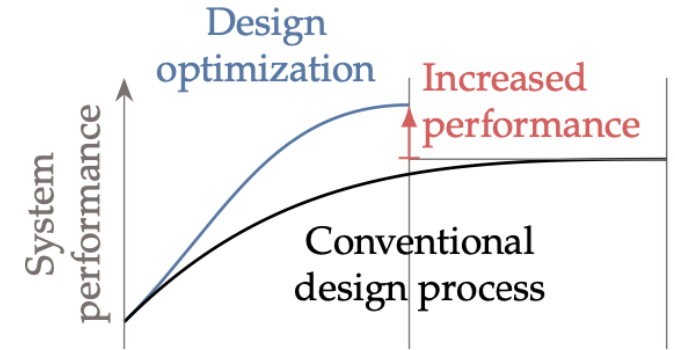 Design
optimization
Increased
performance
System
performance
Conventional
design process